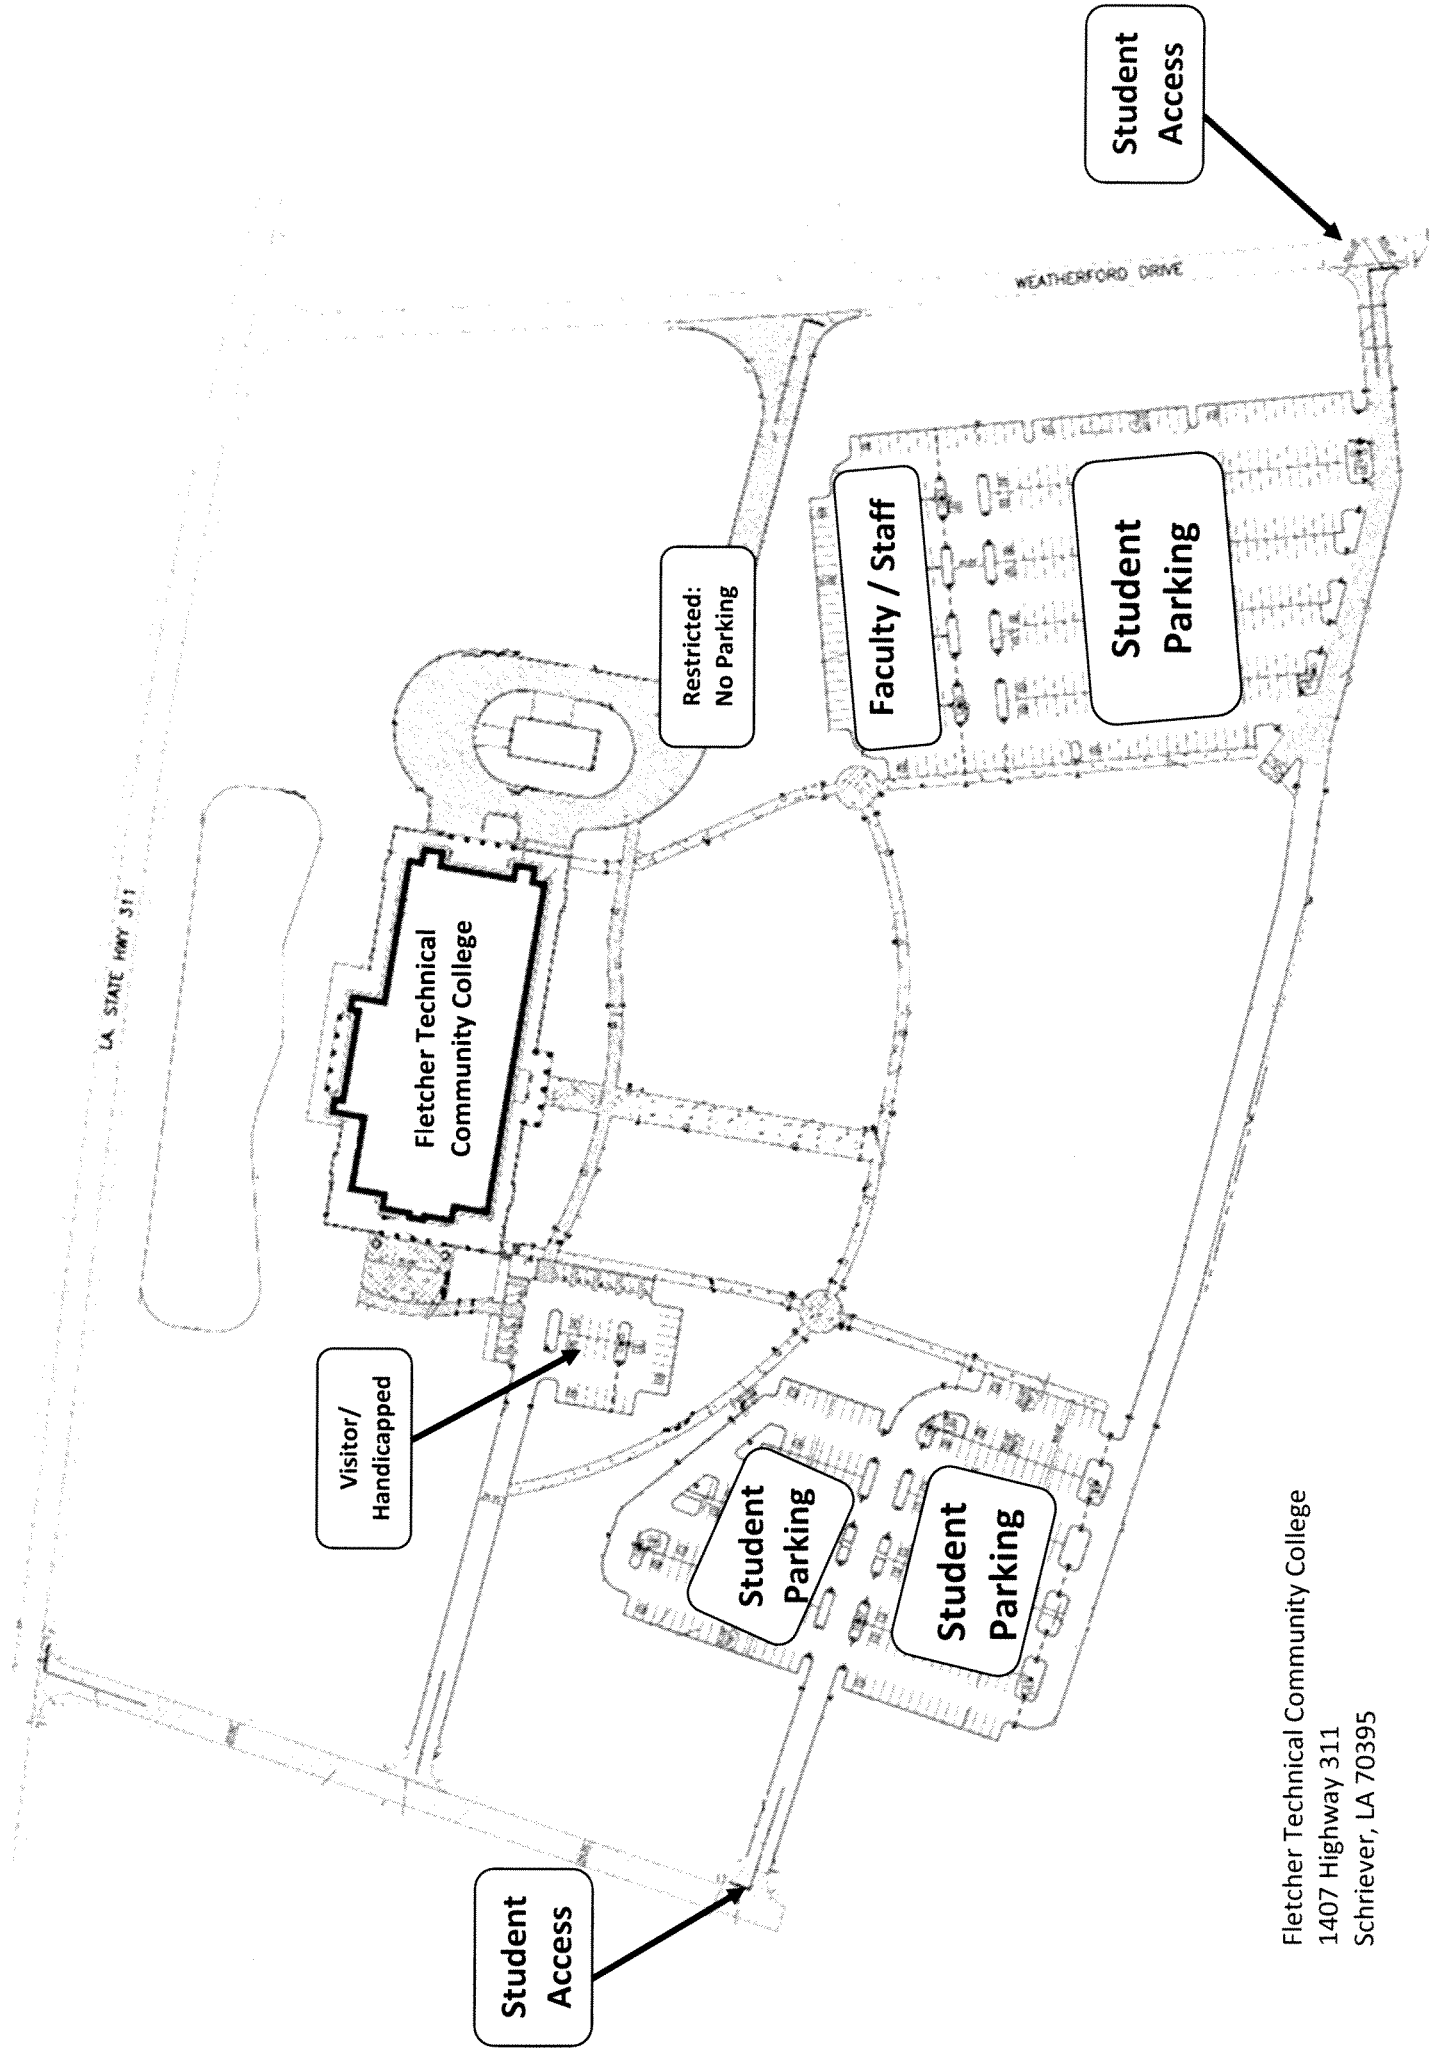 LA STATE HWY 311
Fletcher Technical
Community College
Visitor/
Handicapped
Restricted:
No Parking
WEATHERFORD DRIVE
Student
Access
Student
Access
Faculty / Staff
Student
Parking
Student
Parking
Student
Parking
Fletcher Technical Community College
1407 Highway 311
Schriever, LA 70395